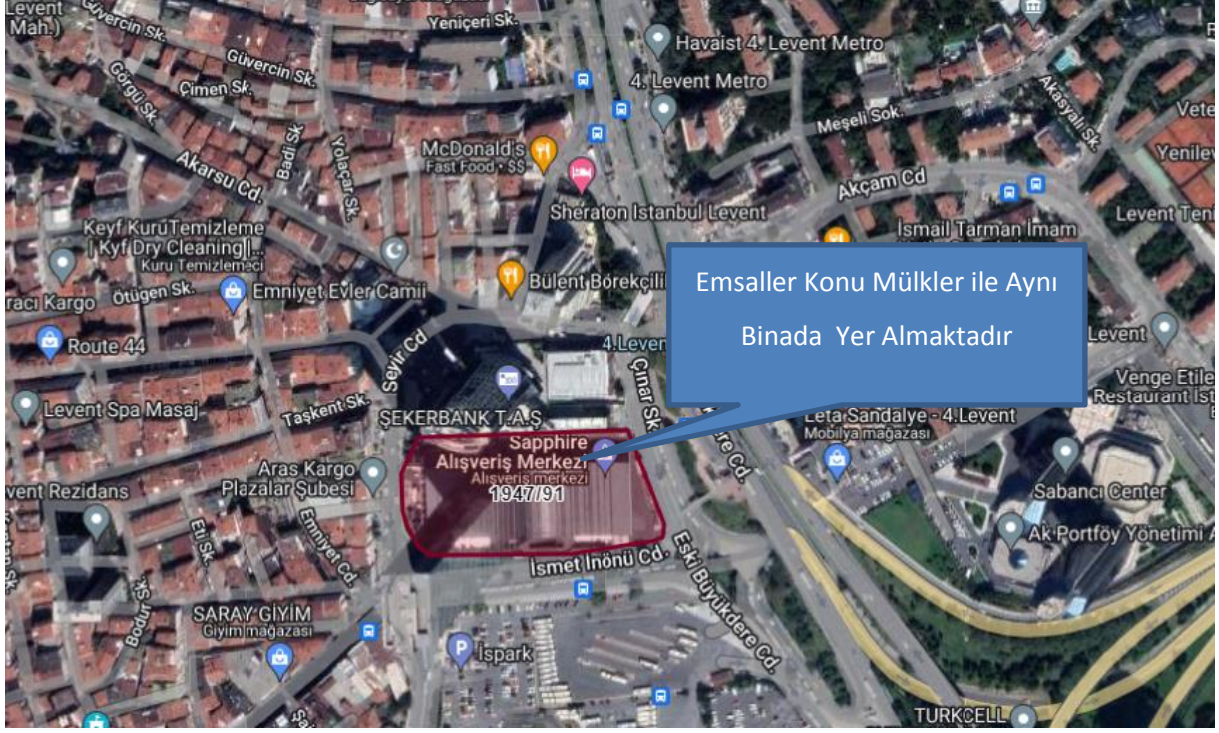 Levent
Mah.)
Güvercin Sk.
Yeniçeri Sk.
Havaist 4. Levent Metro
4. Levent Metro
Güvercin Sk.
Çimen Sk.
Görgü Sk.
Badi Sk.
Yolaçar Sk.
Akarsu Cd.
McDonald's
Fast Food • $$
Meşeli Sok.
Akasyalı Sk.
Vete
Yenilev
Akçam Cd
Sheraton Istanbul Levent
Levent Teni
İsmail Tarman İmam
Keyf KuruTemizleme
| Kyf Dry Cleaning |...
Kuru Temizlemeci
racı Kargo
Ötügen Sk.
Emniyet Evler Camii
Bülent Börekçili
Emsaller Konu Mülkler ile Aynı
Binada Yer Almaktadır
Route 44
Seyir Cd
4.Leven
Çınar Sk.
Levent
Levent Spa Masaj
Taşkent Sk.
ŞEKERBANK T.A.Ş
Venge Etile
Restaurant İst
Leta Sandalye - 4.Levent
Mobilya mağazası
Sapphire
Alışveriş Merkezi
Alışveriş merkezi
1947/91
Aras Kargo
Plazalar Şubesi
vent Rezidans
Sabancı Center
Ak Portföy Yönetimi A
Eti Sk.
Emniyet Cd.
İsmet İnönü Cd.
Eski Büyükdere Cd.
Bodur Sk.
SARAY GİYİM
Giyim mağazası
P
İspark
TURKCELL